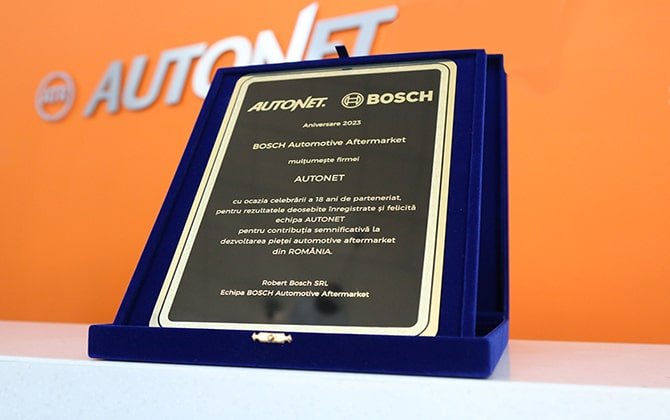 AUTONET
AUTONET. BOSCH
Aniversare 2023
BOSCH Automotive Aftermarket
mulțumește firmei
AUTONET
cu ocazia celebrării a 18 ani de parteneriat,
pentru rezultatele deosebite înregistrate și felicită
echipa AUTONET
pentru contribuția semnificativă la
dezvoltarea pieței automotive aftermarket
din ROMÂNIA.
Robert Bosch SRL
Echipa BOSCH Automotive Aftermarket